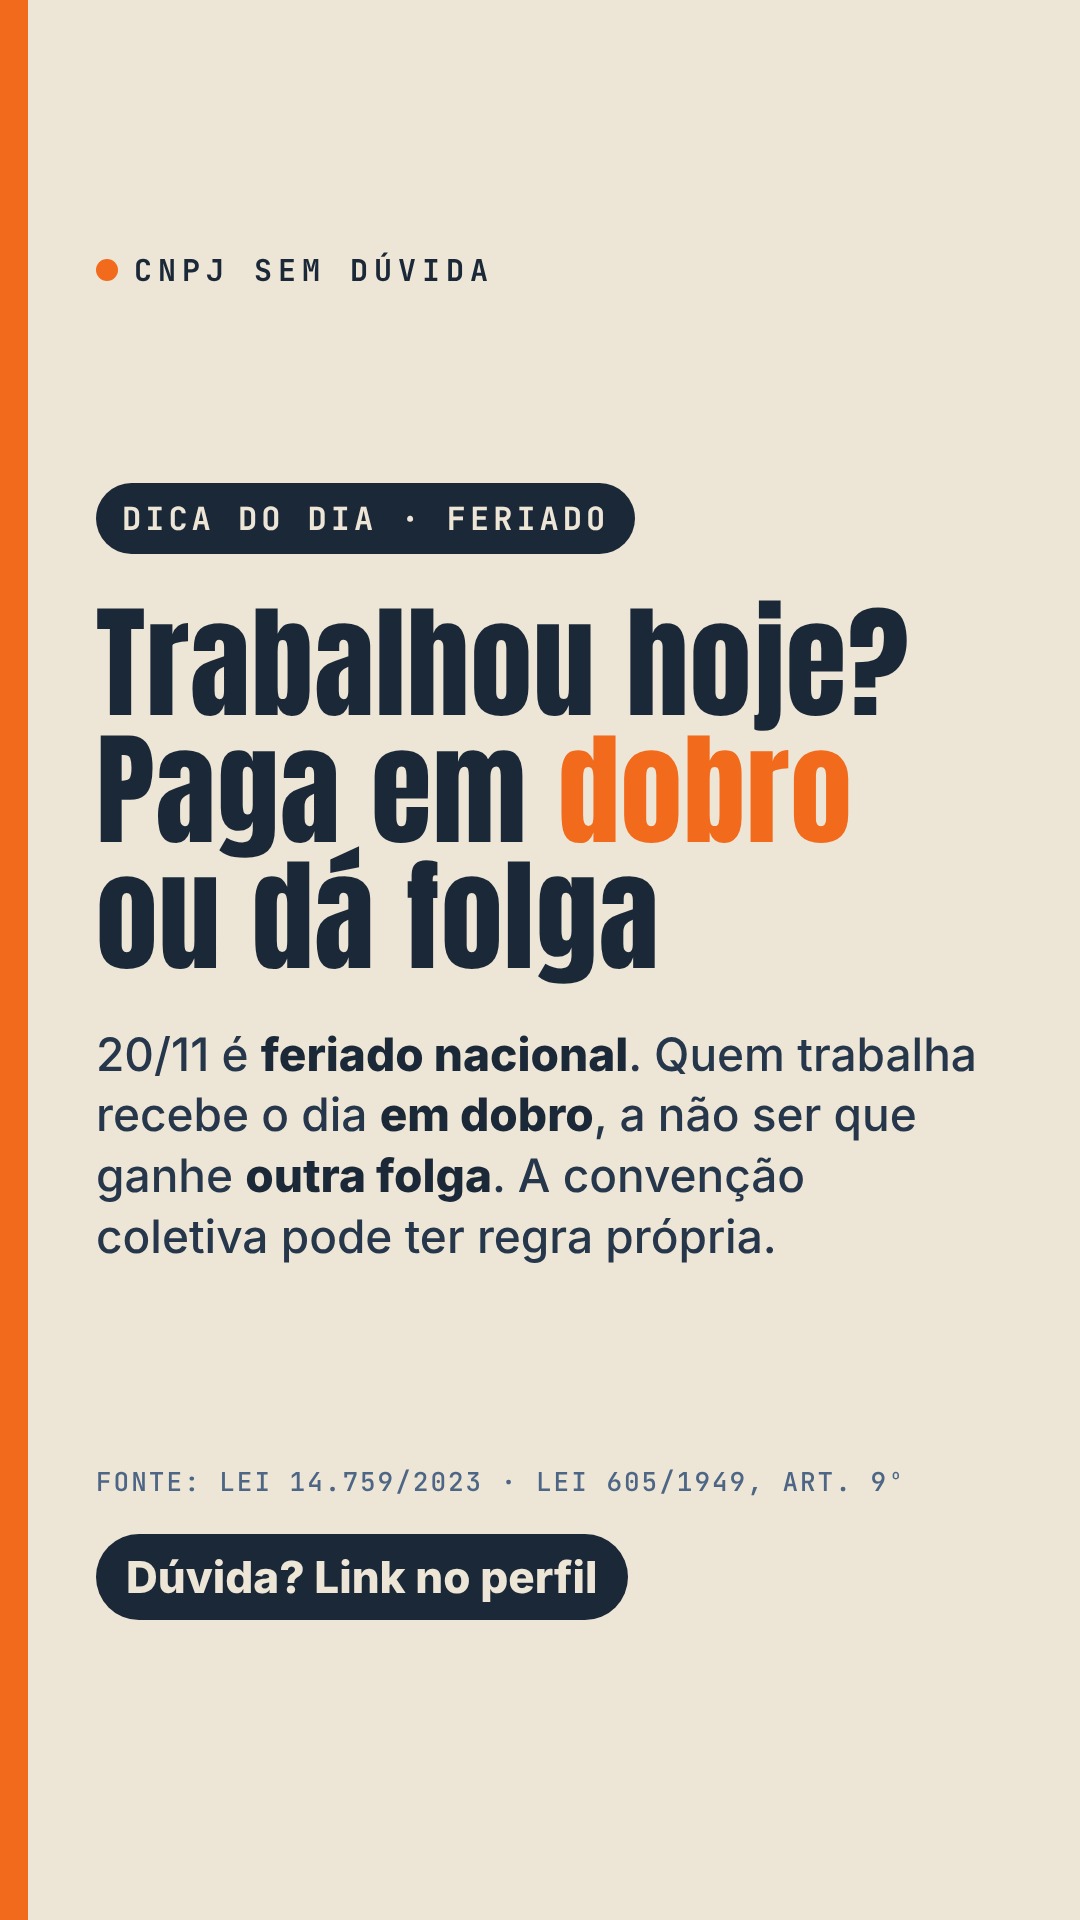 CNPJ SEM DÚVIDA
DICA DO DIA · FERIADO
Trabalhou hoje?
Paga em dobro
ou dá folga
20/11 é feriado nacional. Quem trabalha
recebe o dia em dobro, a não ser que
ganhe outra folga. A convenção
coletiva pode ter regra própria.
FONTE: LEI 14.759/2023 · LEI 605/1949, ART. 9º
Dúvida? Link no perfil